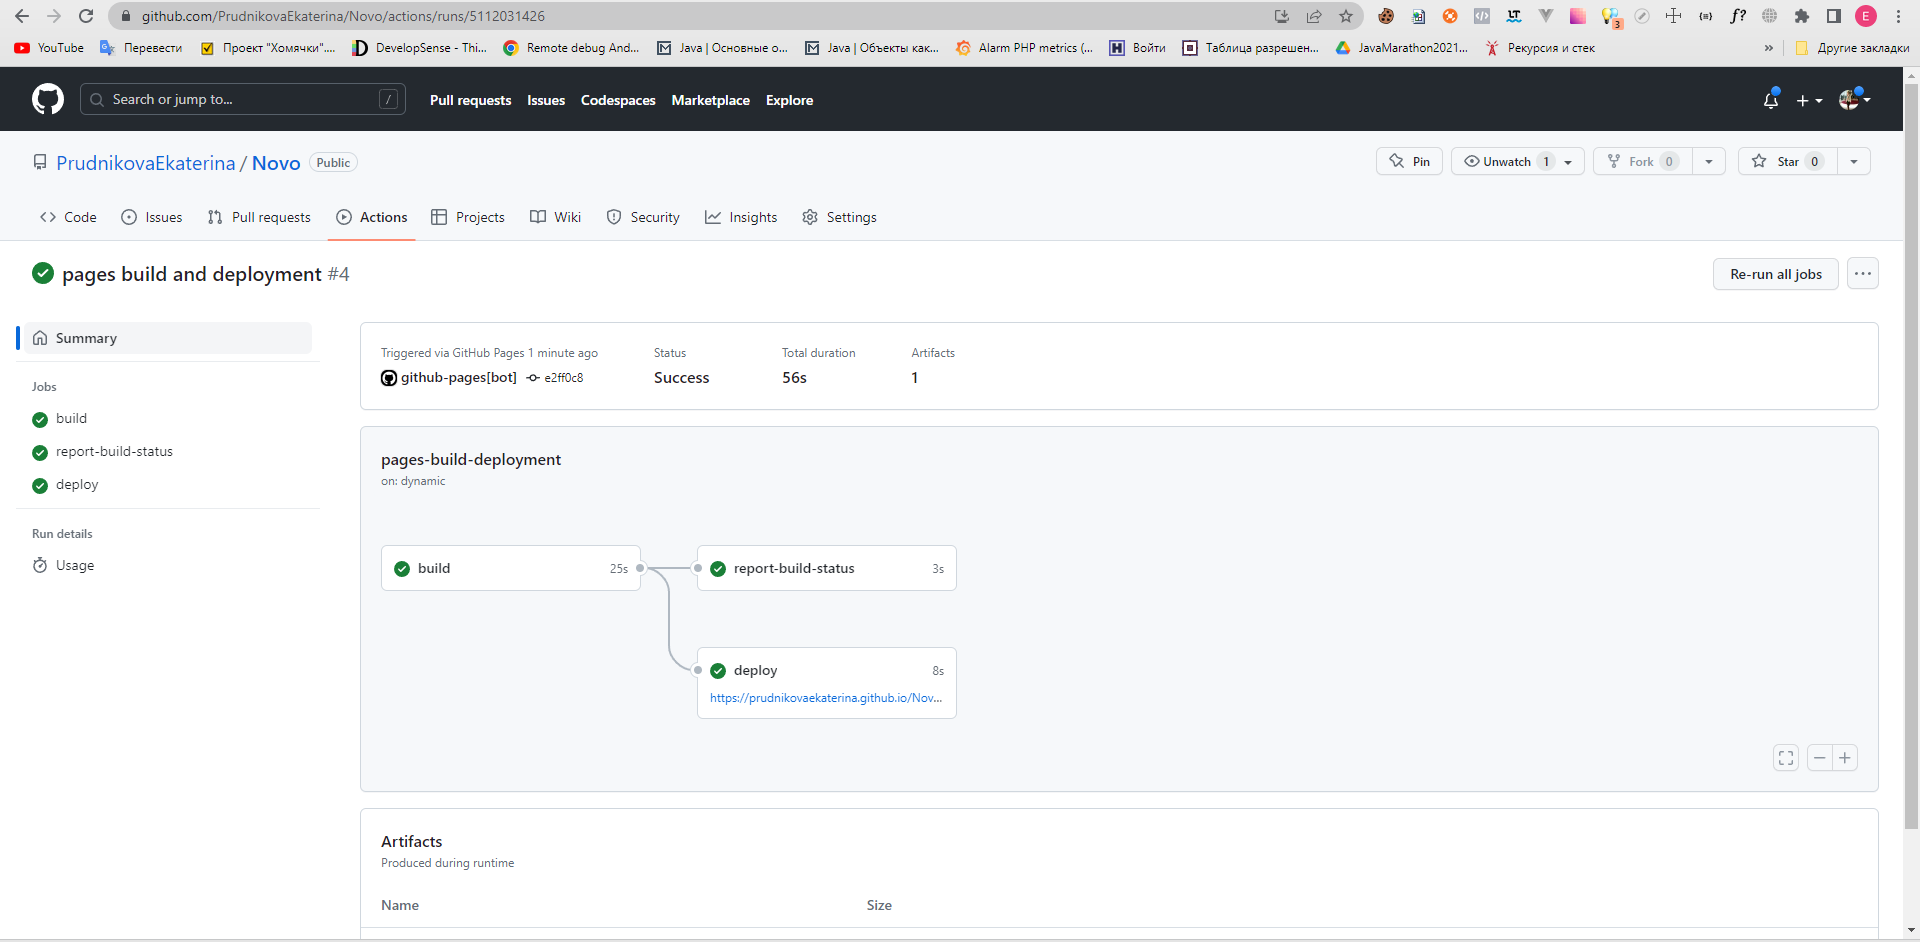 github.com/PrudnikovaEkaterina/Novo/actions/runs/5112031426
3
E
YouTube Перевести Проект "Хомячки".... DevelopSense - Thi... Remote debug And... Java | Основные о... Java | Объекты как... Alarm PHP metrics (... Войти Таблица разрешен... JavaMarathon2021... Рекурсия и стек » Другие закладки
Search or jump to... / Pull requests Issues Codespaces Marketplace Explore
PrudnikovaEkaterina / Novo Public
Pin Unwatch 1 Fork 0 Star 0
Code Issues Pull requests Actions Projects Wiki Security Insights Settings
pages build and deployment #4
Re-run all jobs
Summary
Jobs
build
report-build-status
deploy
Run details
Usage
Triggered via GitHub Pages 1 minute ago Status Total duration Artifacts
github-pages[bot] e2ff0c8 Success 56s 1
pages-build-deployment
on: dynamic
build 25s report-build-status 3s
deploy 8s
https://prudnikovaekaterina.github.io/Nov...
Artifacts
Produced during runtime
Name Size